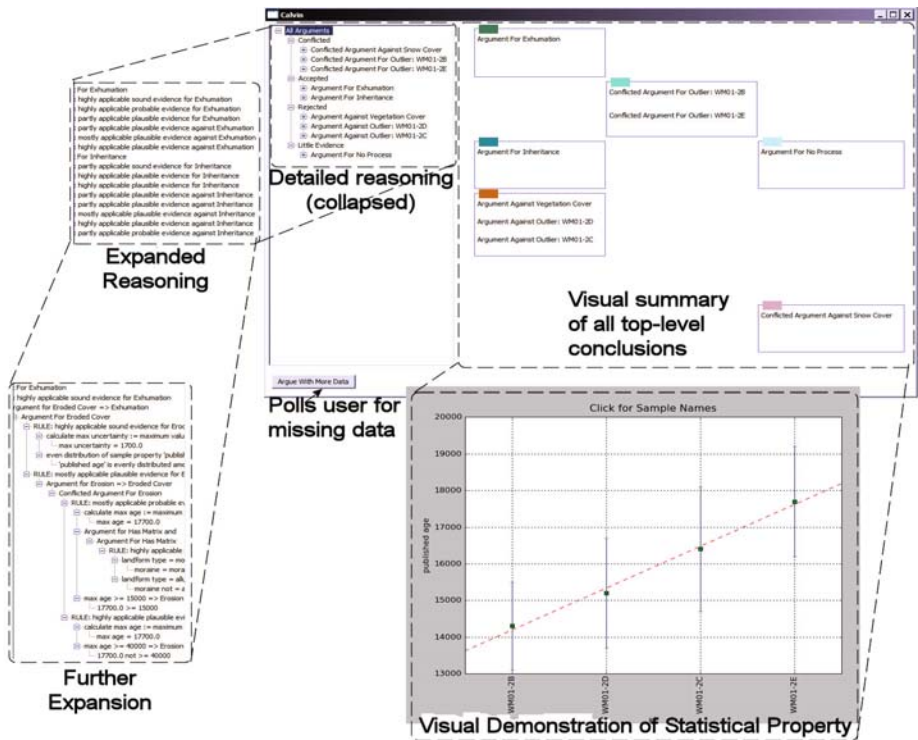 Calvin
All Arguments
Conflicted
Conflicted Argument Against Snow Cover
Conflicted Argument For Outlier: WM01-2B
Conflicted Argument For Outlier: WM01-2E
Accepted
Argument For Exhumation
Argument For Inheritance
Rejected
Argument Against Vegetation Cover
Argument Against Outlier: WM01-2D
Argument Against Outlier: WM01-2C
Little Evidence
Argument For No Process
Detailed reasoning
(collapsed)
Argument For Exhumation
Conflicted Argument For Outlier: WM01-2B
Conflicted Argument For Outlier: WM01-2E
Argument For Inheritance
Argument For No Process
Argument Against Vegetation Cover
Argument Against Outlier: WM01-2D
Argument Against Outlier: WM01-2C
Conflicted Argument Against Snow Cover
Visual summary
of all top-level
conclusions
For Exhumation
highly applicable sound evidence for Exhumation
highly applicable probable evidence for Exhumation
partly applicable plausible evidence for Exhumation
partly applicable plausible evidence against Exhumation
mostly applicable plausible evidence against Exhumation
highly applicable plausible evidence against Exhumation
For Inheritance
partly applicable sound evidence for Inheritance
highly applicable plausible evidence for Inheritance
highly applicable probable evidence for Inheritance
partly applicable plausible evidence against Inheritance
partly applicable plausible evidence against Inheritance
mostly applicable plausible evidence against Inheritance
highly applicable plausible evidence against Inheritance
partly applicable probable evidence against Inheritance
Expanded
Reasoning
Argue With More Data
Polls user for
missing data
For Exhumation
highly applicable sound evidence for Exhumation
gument for Eroded Cover => Exhumation
Argument For Eroded Cover
RULE: highly applicable sound evidence for Eroc
calculate max uncertainty := maximum valu
max uncertainty = 1700.0
even distribution of sample property 'publisl
'published age' is evenly distributed amo
RULE: mostly applicable plausible evidence for E
Argument for Erosion => Eroded Cover
Conflicted Argument For Erosion
RULE: mostly applicable probable evi
calculate max age := maximum
max age = 17700.0
Argument for Has Matrix and
Argument For Has Matrix
RULE: highly applicable
landform type = mo
moraine = mora
landform type = allu
moraine not = a
max age >= 15000 => Erosion
17700.0 >= 15000
RULE: highly applicable plausible evi
calculate max age := maximum
max age = 17700.0
max age >= 40000 => Erosion
17700.0 not >= 40000
Further
Expansion
Click for Sample Names
published age
20000
19000
18000
17000
16000
15000
14000
13000
WM01-2B
WM01-2D
WM01-2C
WM01-2E
Visual Demonstration of Statistical Property